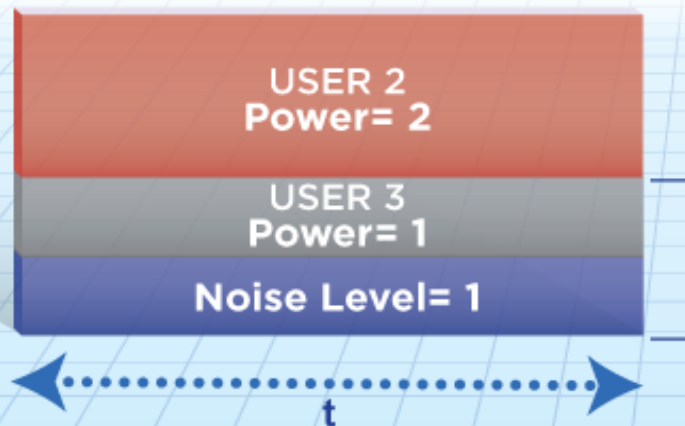 USER 2
Power= 2
USER 3
Power= 1
Noise Level= 1
t